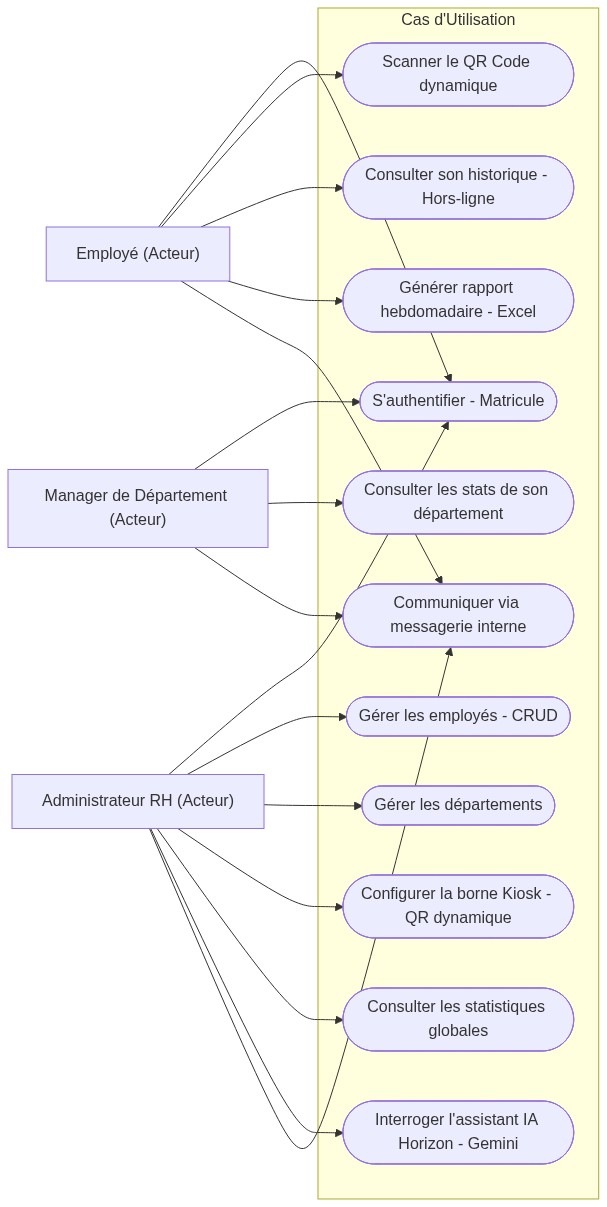 Cas d'Utilisation
Scanner le QR Code
dynamique
Consulter son historique -
Hors-ligne
Employé (Acteur)
Générer rapport
hebdomadaire - Excel
S'authentifier - Matricule
Manager de Département
(Acteur)
Consulter les stats de son
département
Communiquer via
messagerie interne
Gérer les employés - CRUD
Administrateur RH (Acteur)
Gérer les départements
Configurer la borne Kiosk -
QR dynamique
Consulter les statistiques
globales
Interroger l'assistant IA
Horizon - Gemini